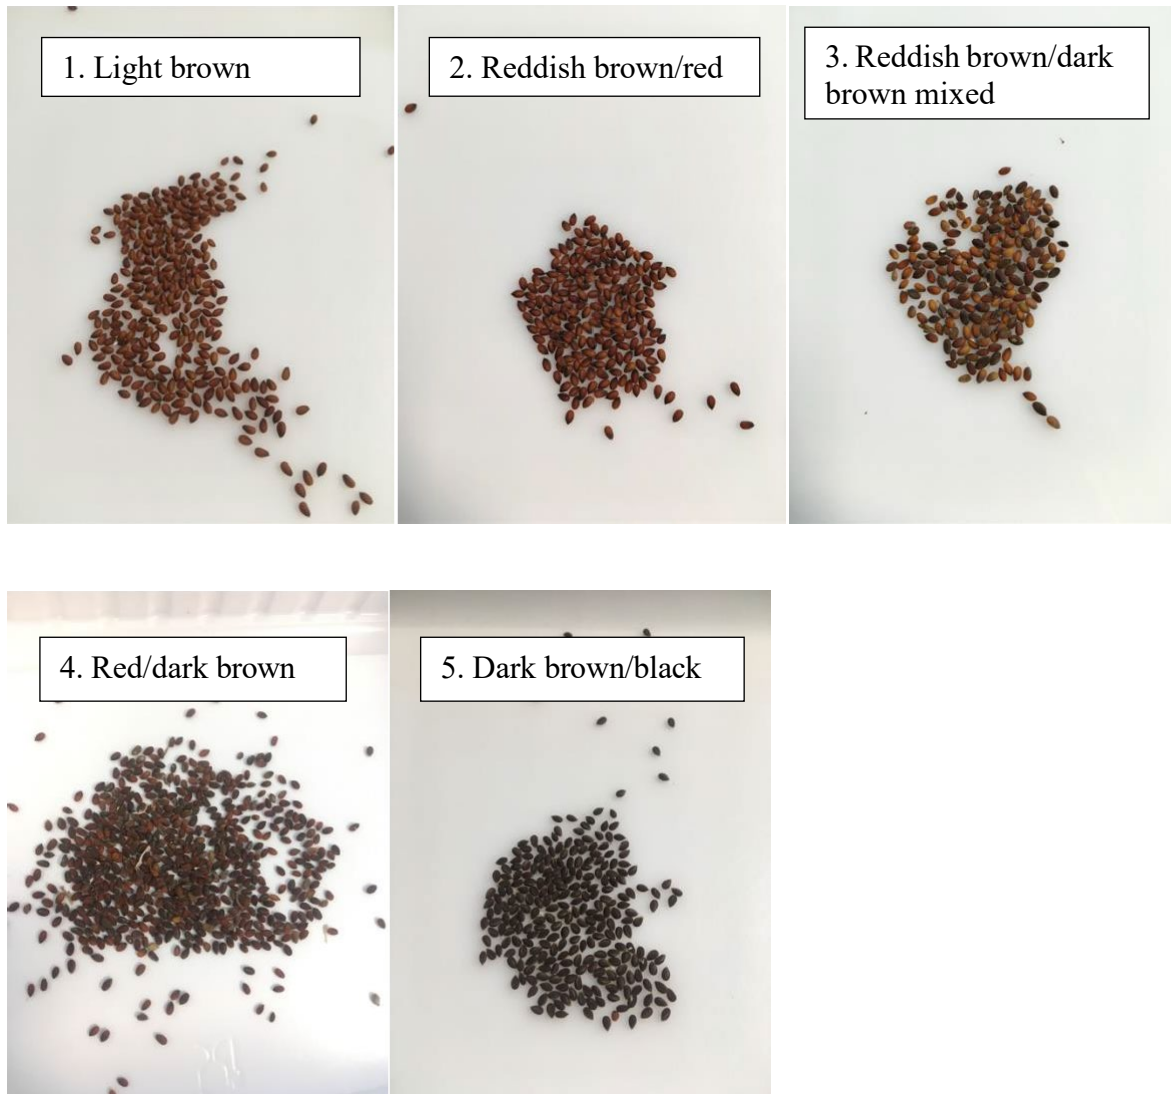 1. Light brown
2. Reddish brown/red
3. Reddish brown/dark
brown mixed
4. Red/dark brown
5. Dark brown/black